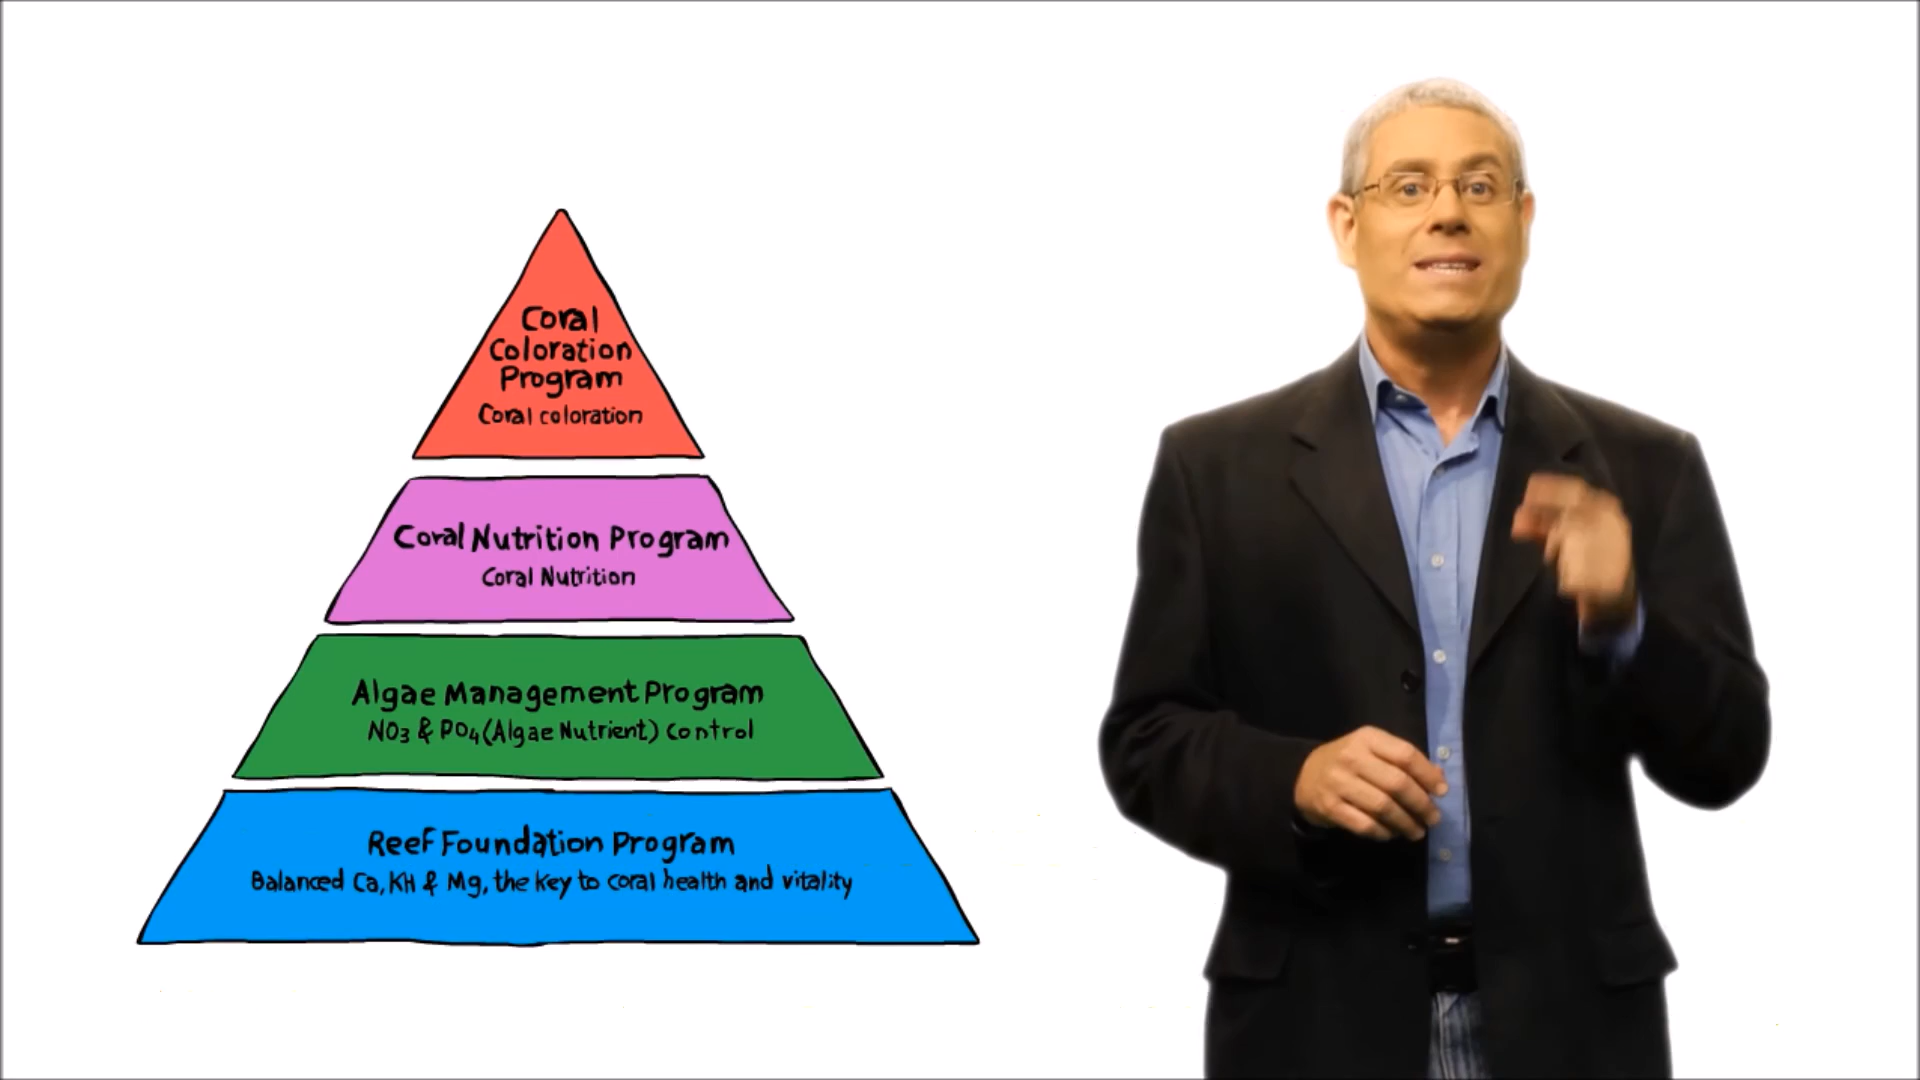 Coral
Coloration
Program
Coral coloration
Coral Nutrition Program
Coral Nutrition
Algae Management Program
NO3 & PO4 (Algae Nutrient) Control
Reef Foundation Program
Balanced Ca, KH & Mg, the key to coral health and vitality